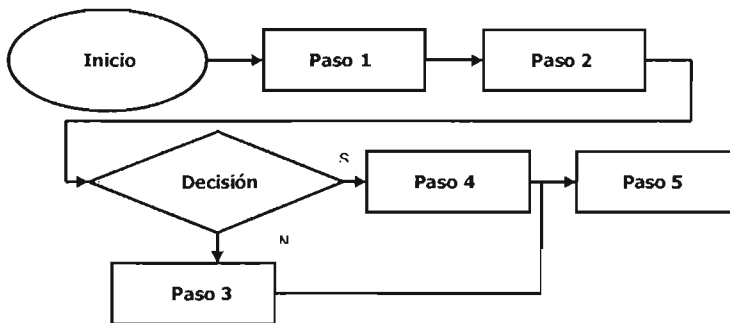 Inicio
Paso 1
Paso 2
Decisión
S
Paso 4
Paso 5
N
Paso 3